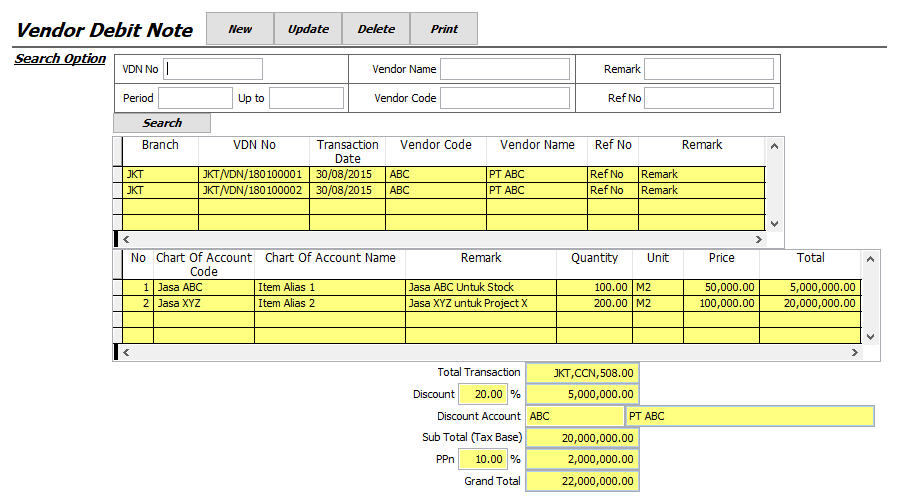 Vendor Debit Note New Update Delete Print
Search Option
VDN No Vendor Name Remark
Period Up to Vendor Code Ref No
Search
Branch VDN No Transaction Date Vendor Code Vendor Name Ref No Remark
JKT JKT/VDN/180100001 30/08/2015 ABC PT ABC Ref No Remark
JKT JKT/VDN/180100002 30/08/2015 ABC PT ABC Ref No Remark
No Chart Of Account Code Chart Of Account Name Remark Quantity Unit Price Total
1 Jasa ABC Item Alias 1 Jasa ABC Untuk Stock 100.00 M2 50,000.00 5,000,000.00
2 Jasa XYZ Item Alias 2 Jasa XYZ untuk Project X 200.00 M2 100,000.00 20,000,000.00
Total Transaction JKT,CCN,508.00
Discount 20.00 % 5,000,000.00
Discount Account ABC PT ABC
Sub Total (Tax Base) 20,000,000.00
PPn 10.00 % 2,000,000.00
Grand Total 22,000,000.00